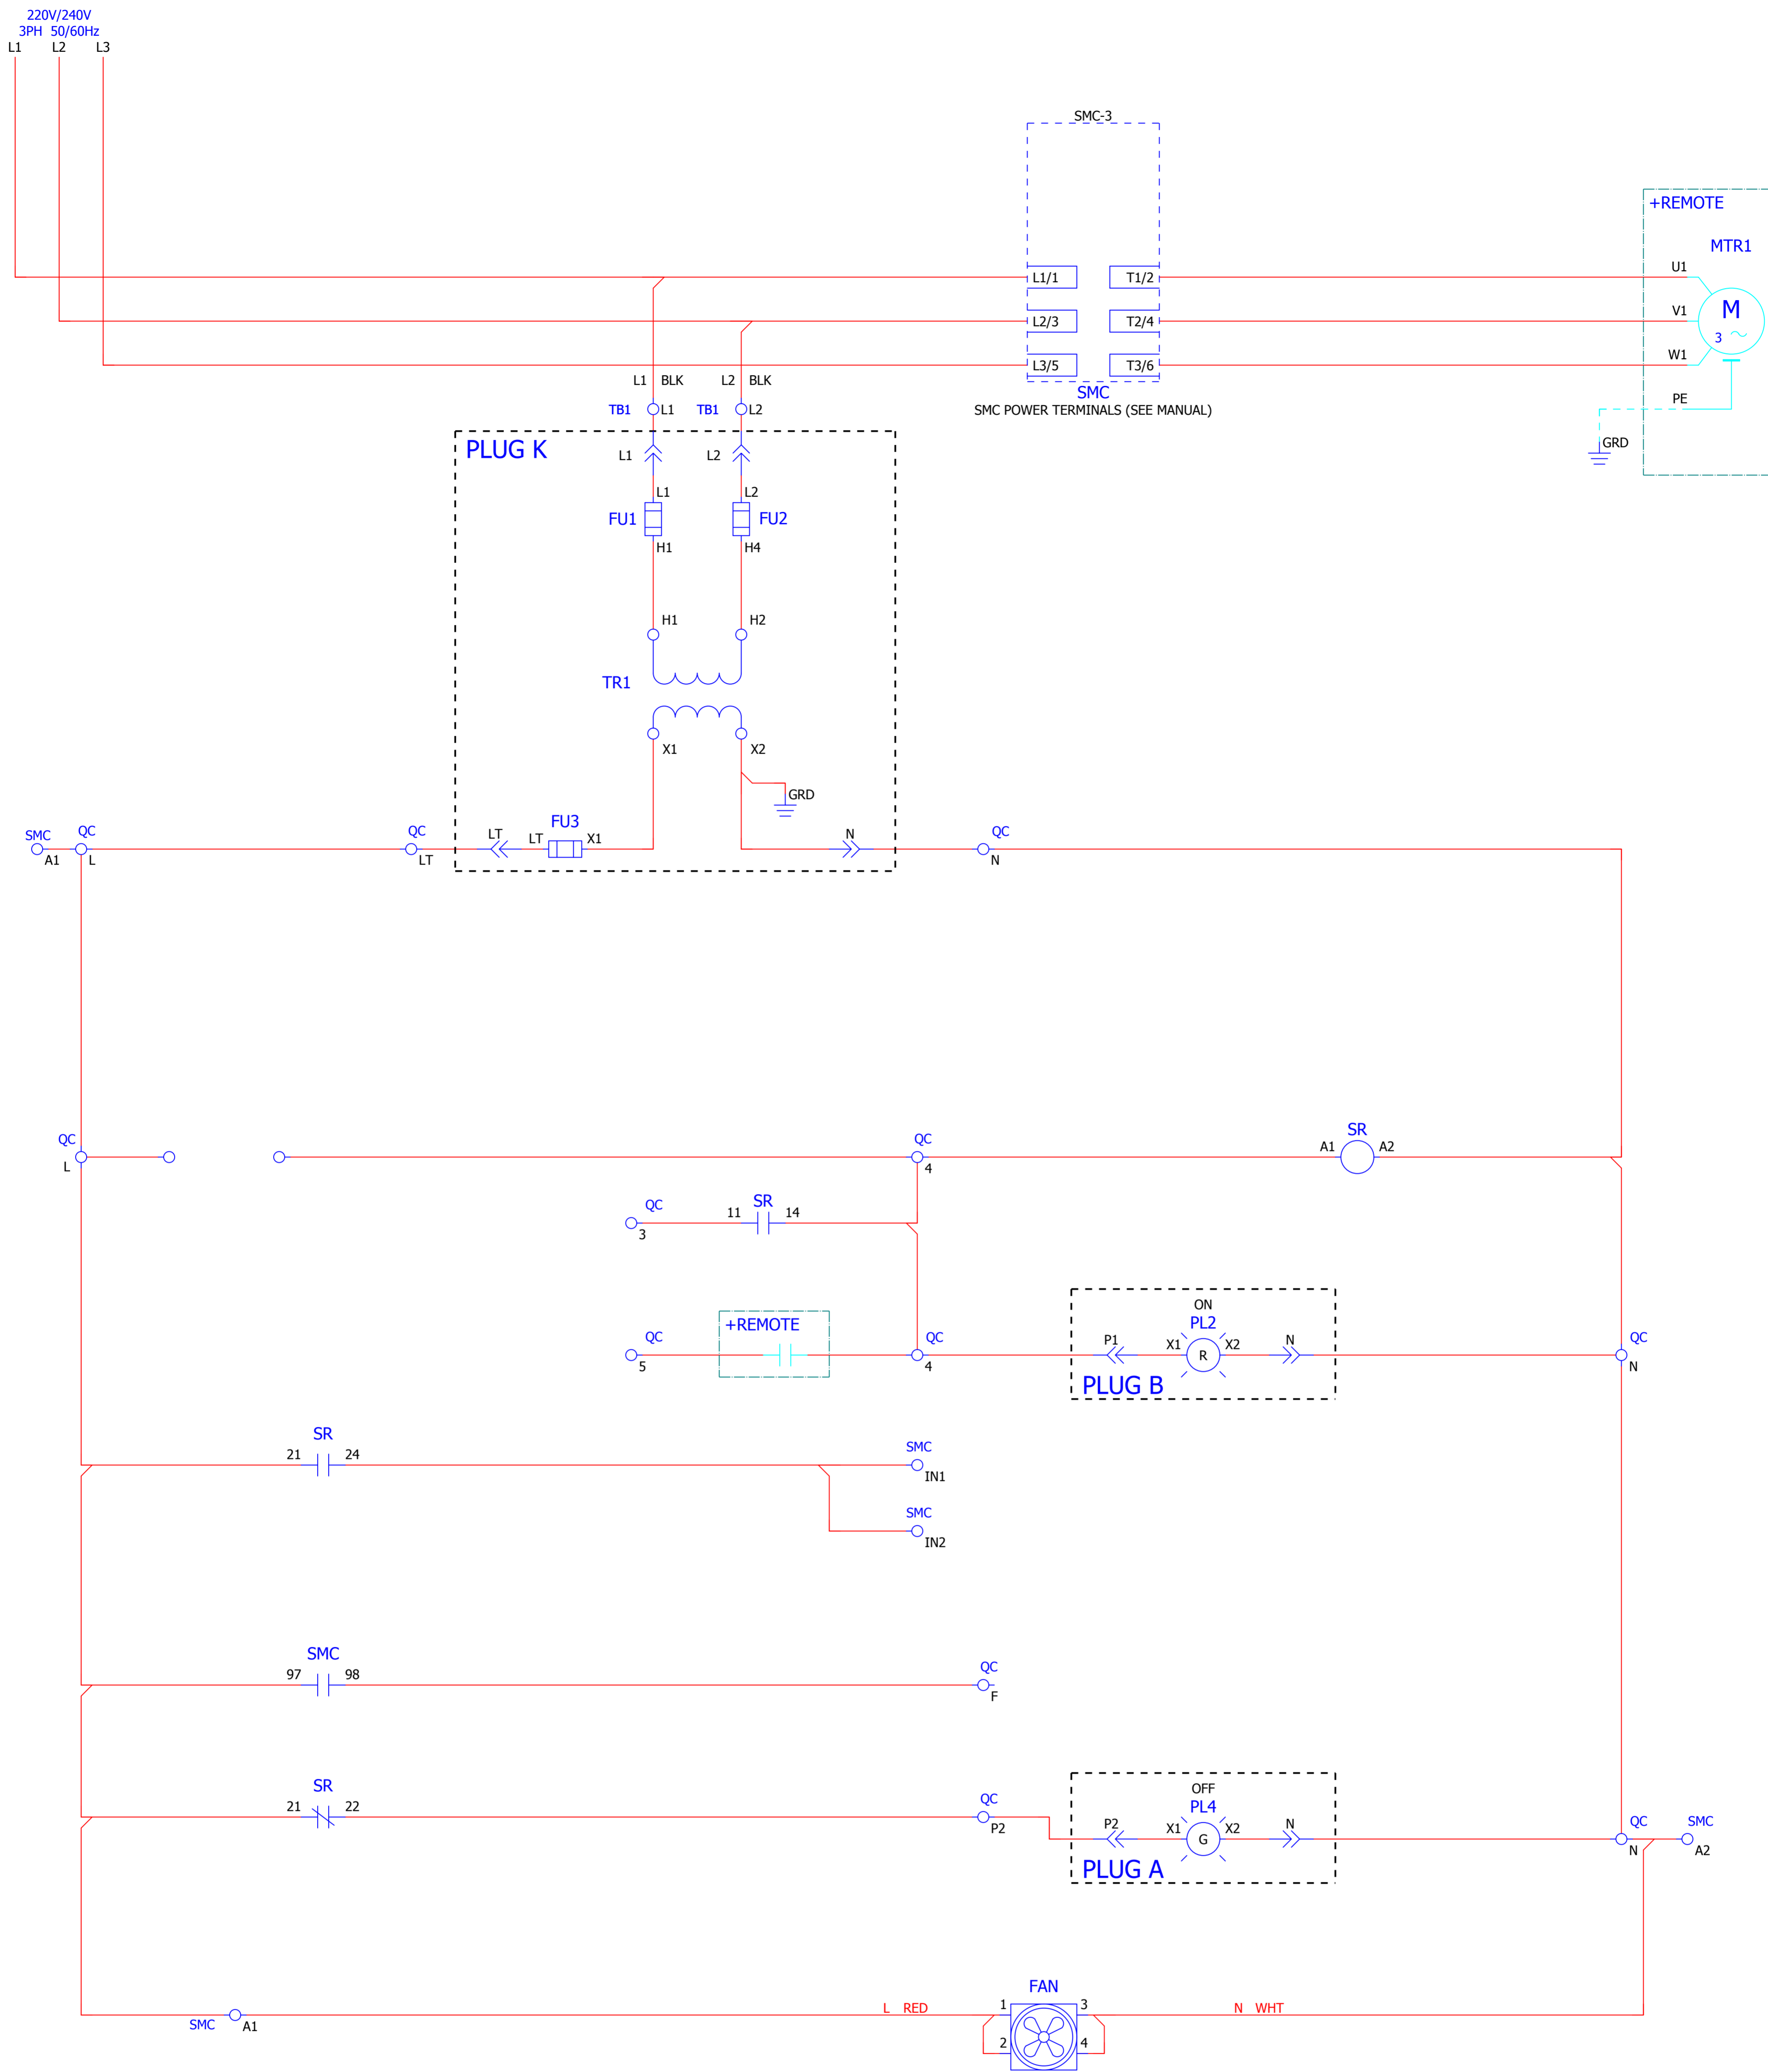 220V/240V
3PH 50/60Hz
L1 L2 L3
SMC-3
+REMOTE
MTR1
L1/1 T1/2 U1
L2/3 T2/4 V1
M
3
L3/5 T3/6 W1
SMC
SMC POWER TERMINALS (SEE MANUAL)
PE
GRD
L1 BLK L2 BLK
TB1 L1 TB1 L2
PLUG K
L1 L2
L1 L2
FU1 FU2
H1 H4
H1 H2
TR1
X1 X2
GRD
SMC QC QC LT FU3 N QC
LT X1
A1 L LT N
QC QC SR
A1 A2
L 4
QC SR
11 14
3
ON
+REMOTE PL2
QC QC P1 X1 X2 N QC
R
5 4 N
PLUG B
SR SMC
21 24
IN1
SMC
IN2
SMC QC
97 98
F
SR OFF
21 22 QC PL4
P2 P2 X1 X2 N QC SMC
G
N A2
PLUG A
FAN
L RED 1 3 N WHT
SMC A1
2 4